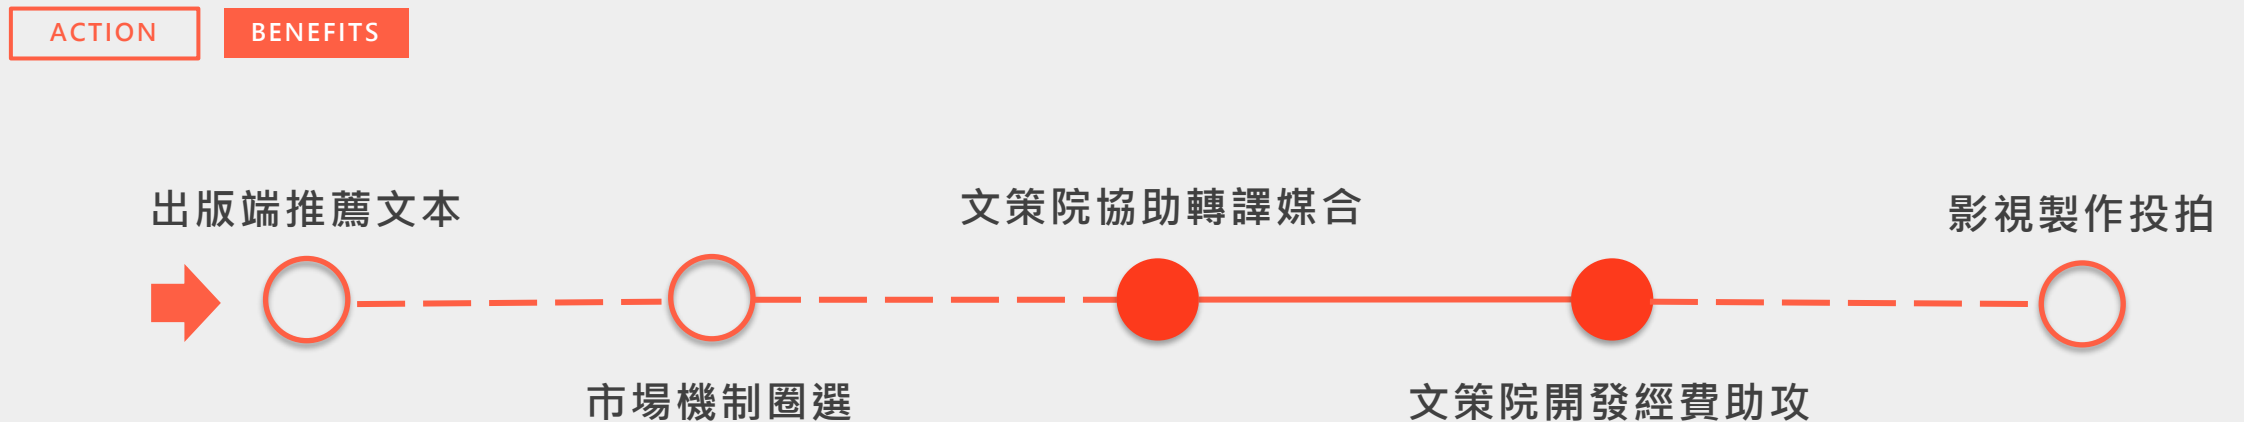 ACTION
BENEFITS
出版端推薦文本
市場機制圈選
文策院協助轉譯媒合
文策院開發經費助攻
影視製作投拍